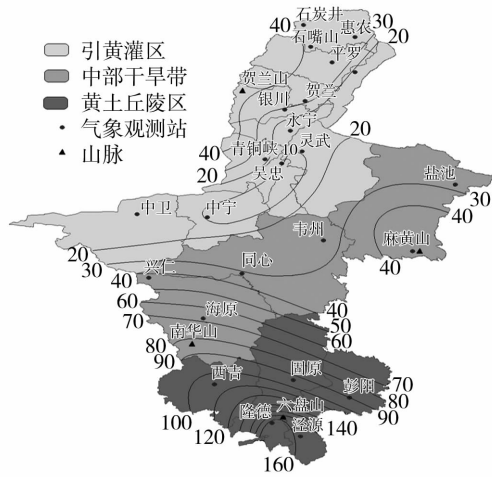 40
石炭井
惠农
30
20
石嘴山
平罗
引黄灌区
中部干旱带
黄土丘陵区
气象观测站
山脉
贺兰山
贺兰
银川
永宁
灵武
20
40
青铜峡
10
吴忠
20
盐池
30
中卫
中宁
40
韦州
麻黄山
40
20
30
兴仁
同心
40
60
70
海原
40
50
60
南华山
80
90
西吉
固原
彭阳
70
80
90
100
隆德
六盘山
120
泾源
140
160